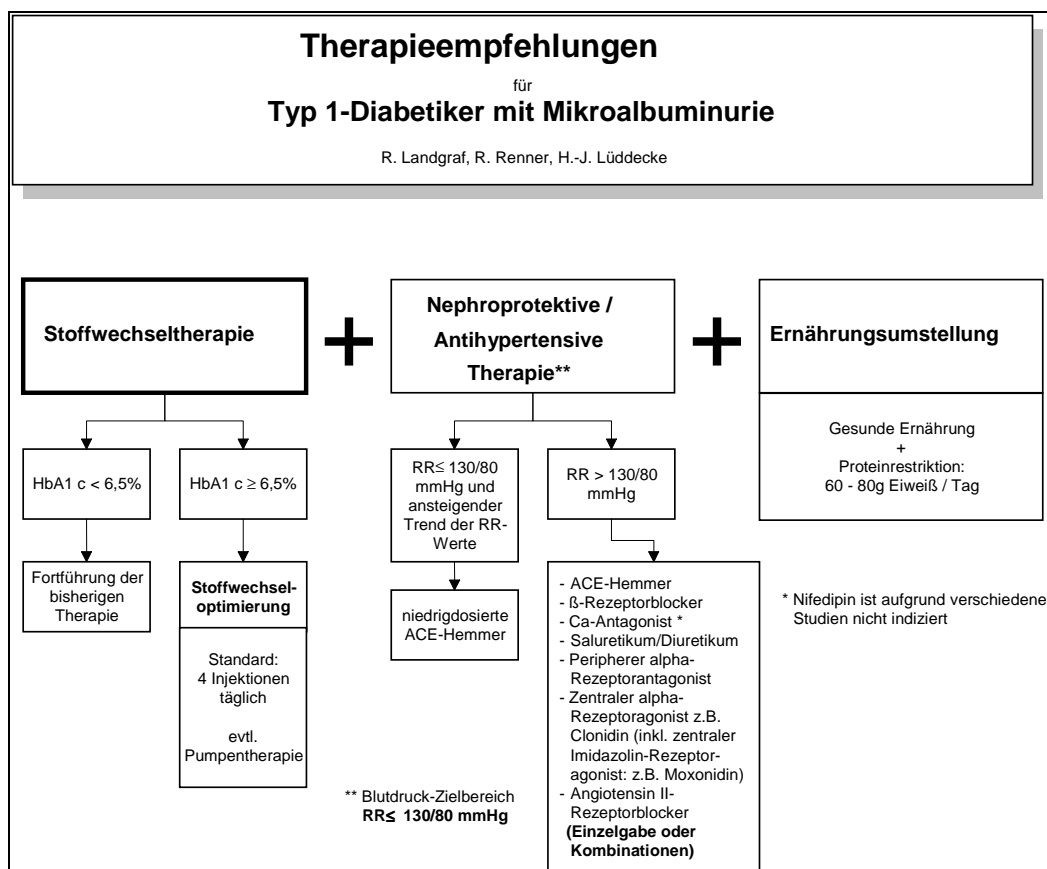 Therapieempfehlungen
für
Typ 1-Diabetiker mit Mikroalbuminurie
R. Landgraf, R. Renner, H.-J. Lüddecke
Stoffwechseltherapie
+
Nephroprotektive /
Antihypertensive
Therapie**
+
Ernährungsumstellung
Gesunde Ernährung
+
Proteinrestriktion:
60 - 80g Eiweiß / Tag
HbA1 c < 6,5%
HbA1 c ≥ 6,5%
RR≤ 130/80
mmHg und
ansteigender
Trend der RR-
Werte
RR > 130/80
mmHg
Fortführung der
bisherigen
Therapie
Stoffwechsel-
optimierung
Standard:
4 Injektionen
täglich
evtl.
Pumpentherapie
niedrigdosierte
ACE-Hemmer
- ACE-Hemmer
- ß-Rezeptorblocker
- Ca-Antagonist *
- Saluretikum/Diuretikum
- Peripherer alpha-
Rezeptorantagonist
- Zentraler alpha-
Rezeptoragonist z.B.
Clonidin (inkl. zentraler
Imidazolin-Rezeptor-
agonist: z.B. Moxonidin)
- Angiotensin II-
Rezeptorblocker
(Einzelgabe oder
Kombinationen)
* Nifedipin ist aufgrund verschiedene
Studien nicht indiziert
** Blutdruck-Zielbereich
RR≤ 130/80 mmHg